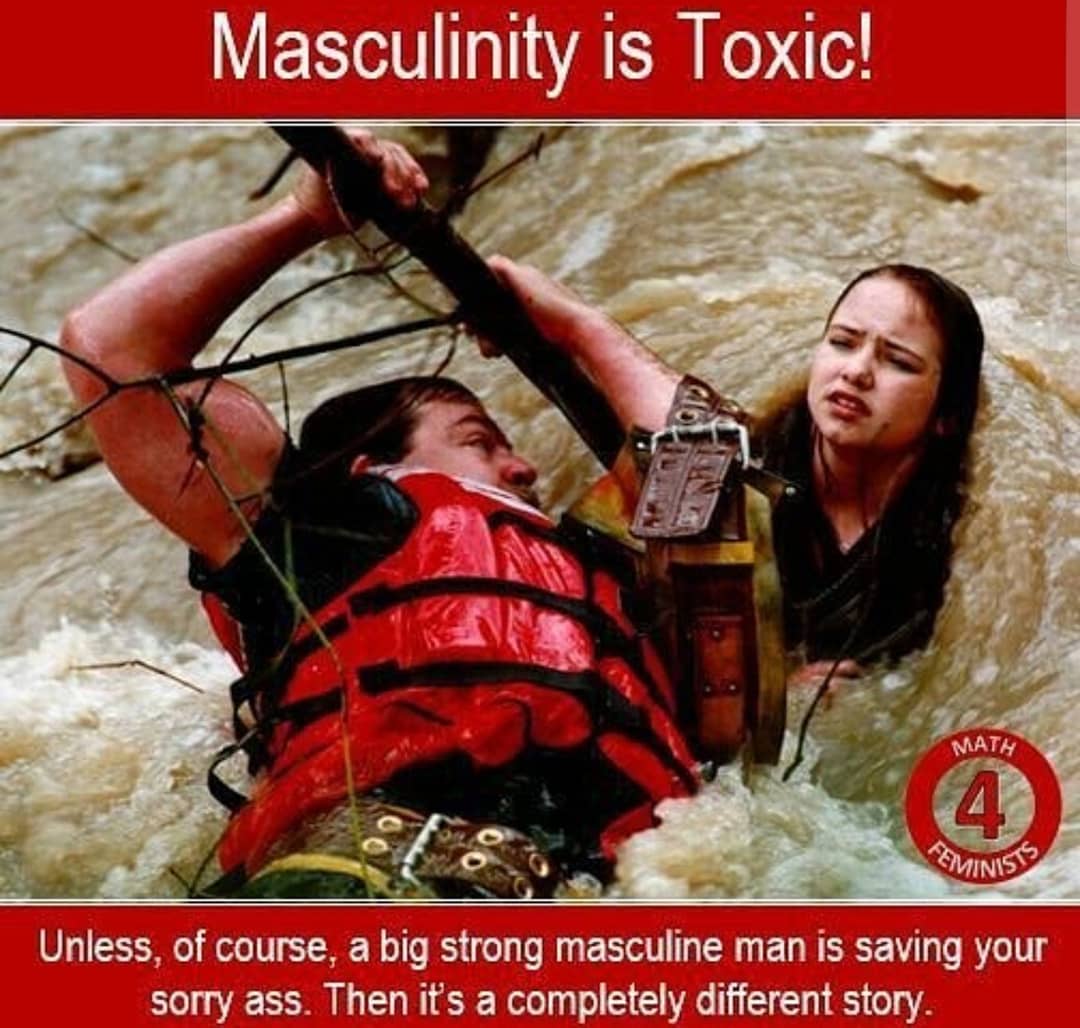 Masculinity is Toxic!
MATH
4
FEMINISTS
Unless, of course, a big strong masculine man is saving your
sorry ass. Then it's a completely different story.